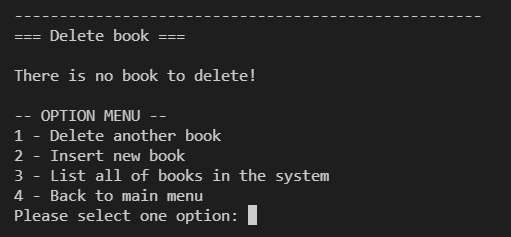 ----------------------------------------------------
=== Delete book ===
There is no book to delete!
-- OPTION MENU --
1 - Delete another book
2 - Insert new book
3 - List all of books in the system
4 - Back to main menu
Please select one option: